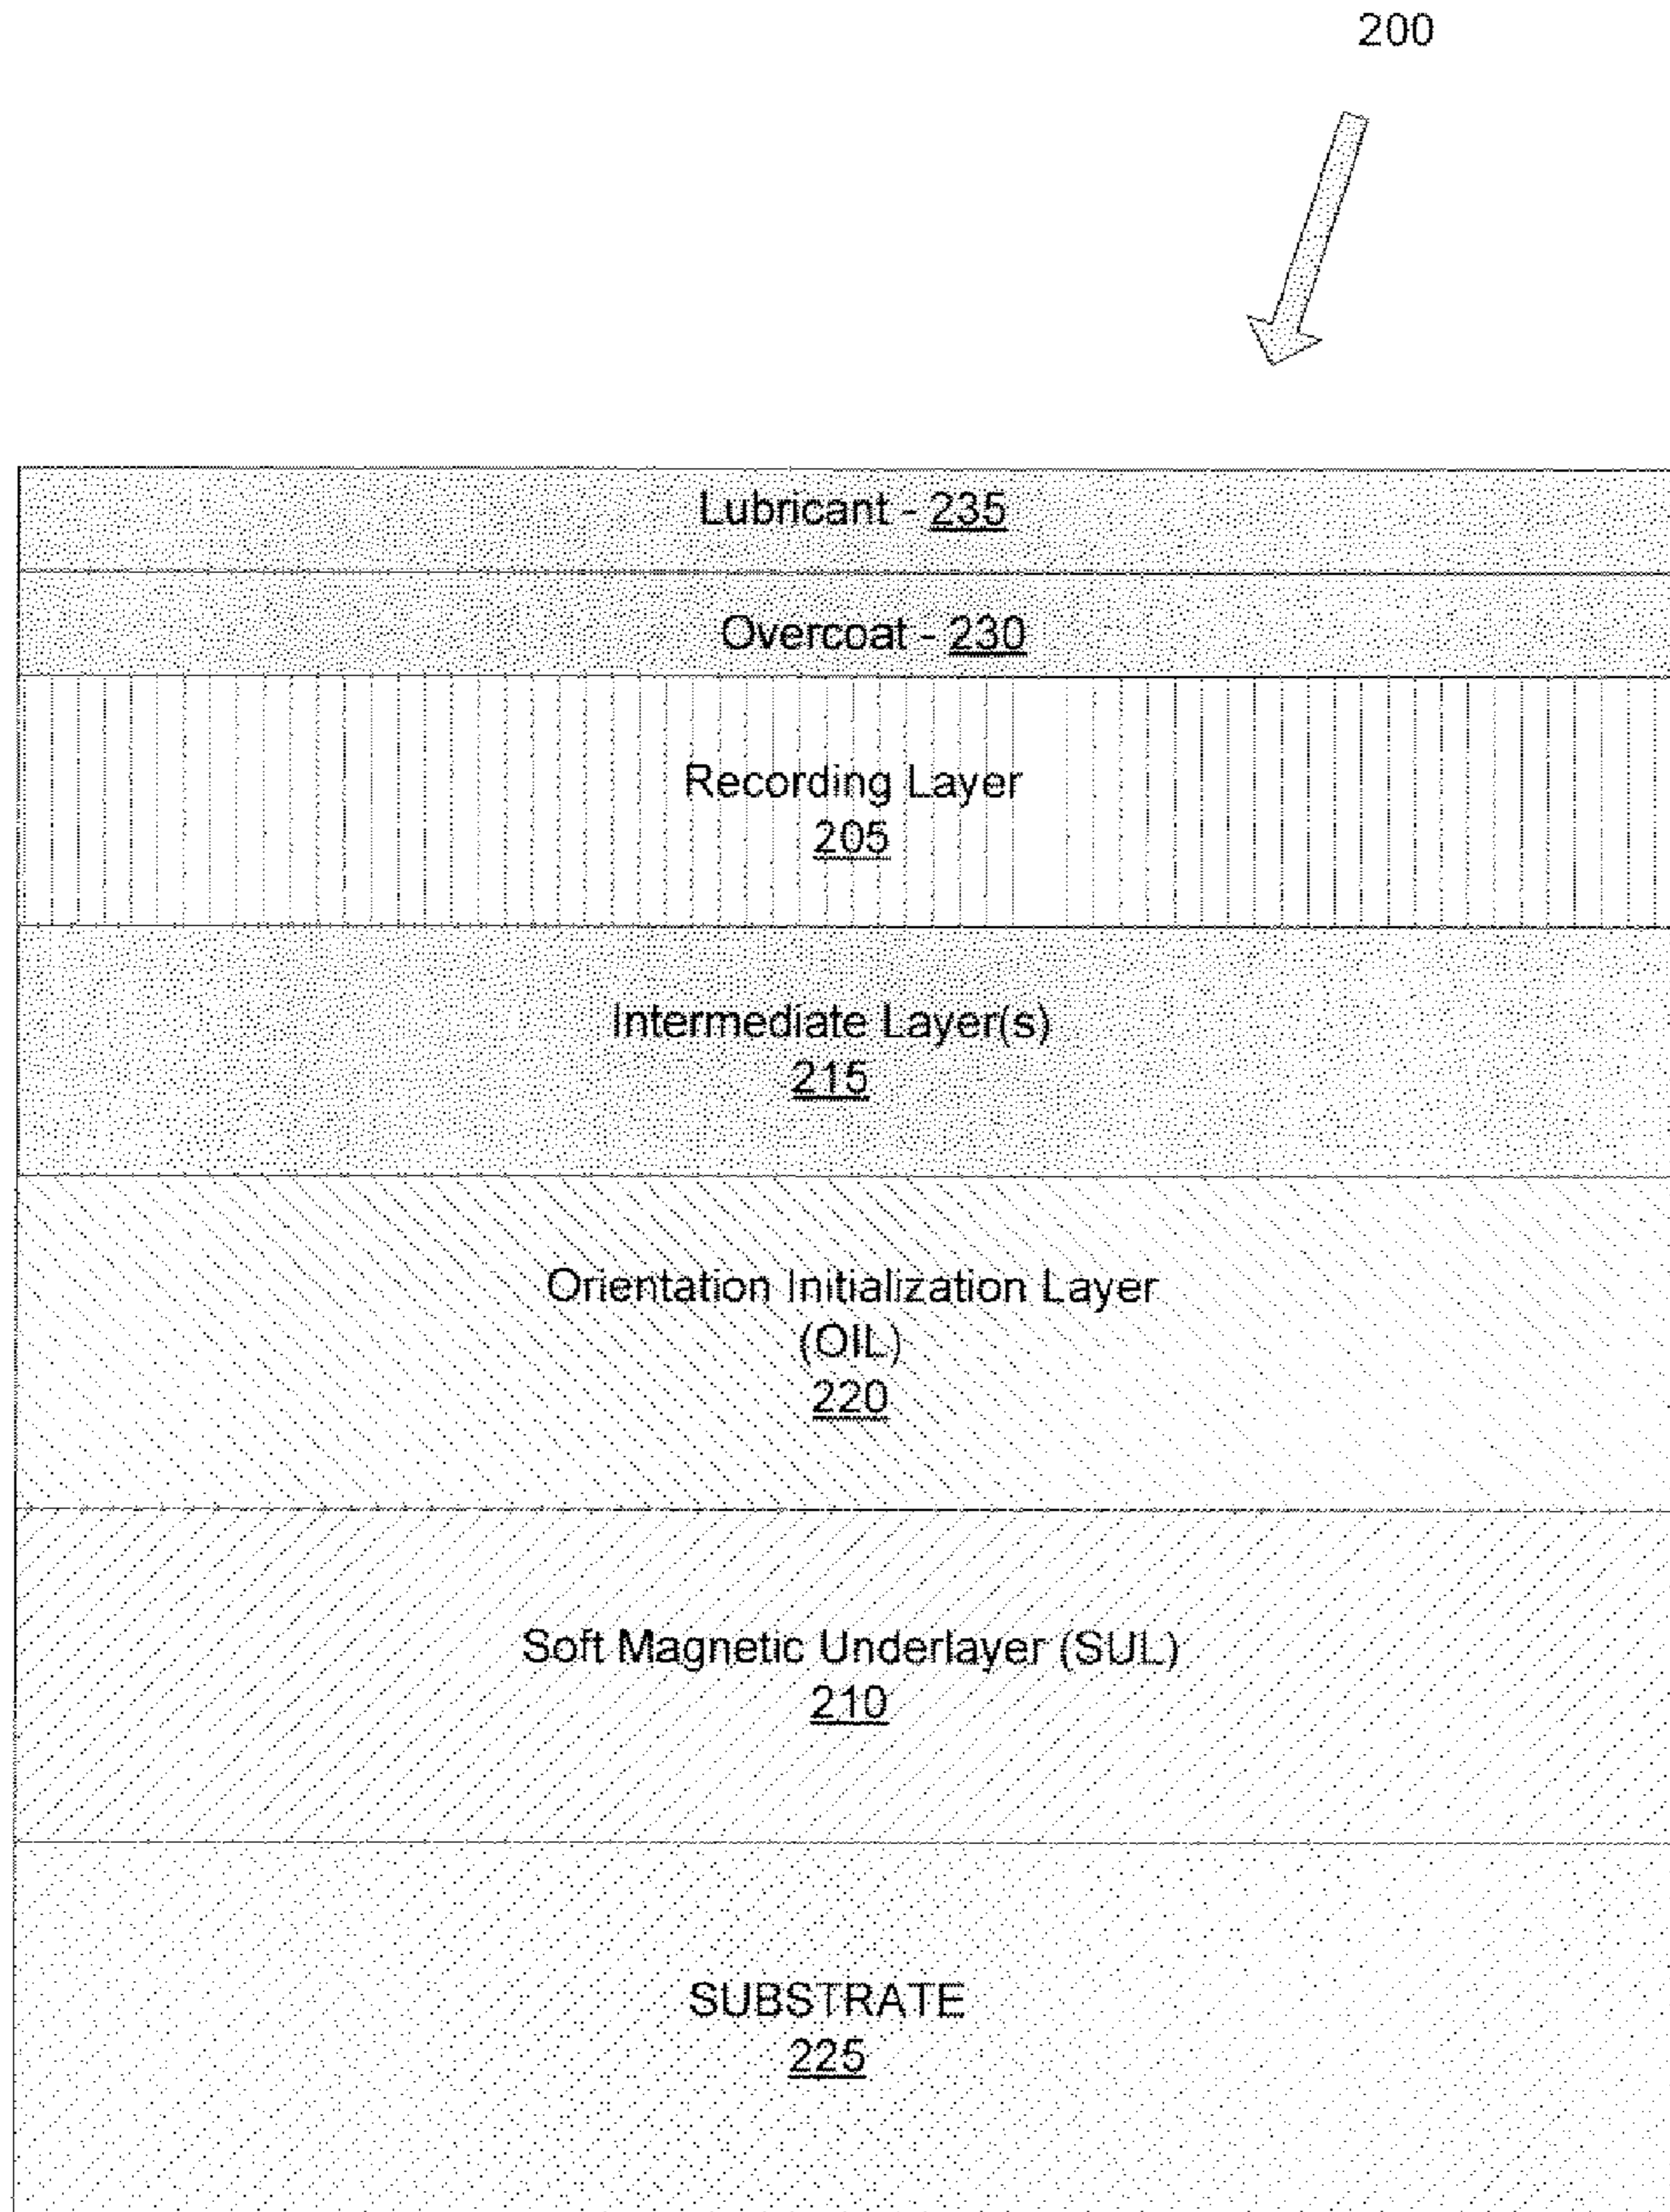 200
Lubricant - 235
Overcoat - 230
Recording Layer
205
Intermediate Layer(s)
215
Orientation Initialization Layer
(OIL)
220
Soft Magnetic Underlayer (SUL)
210
SUBSTRATE
225